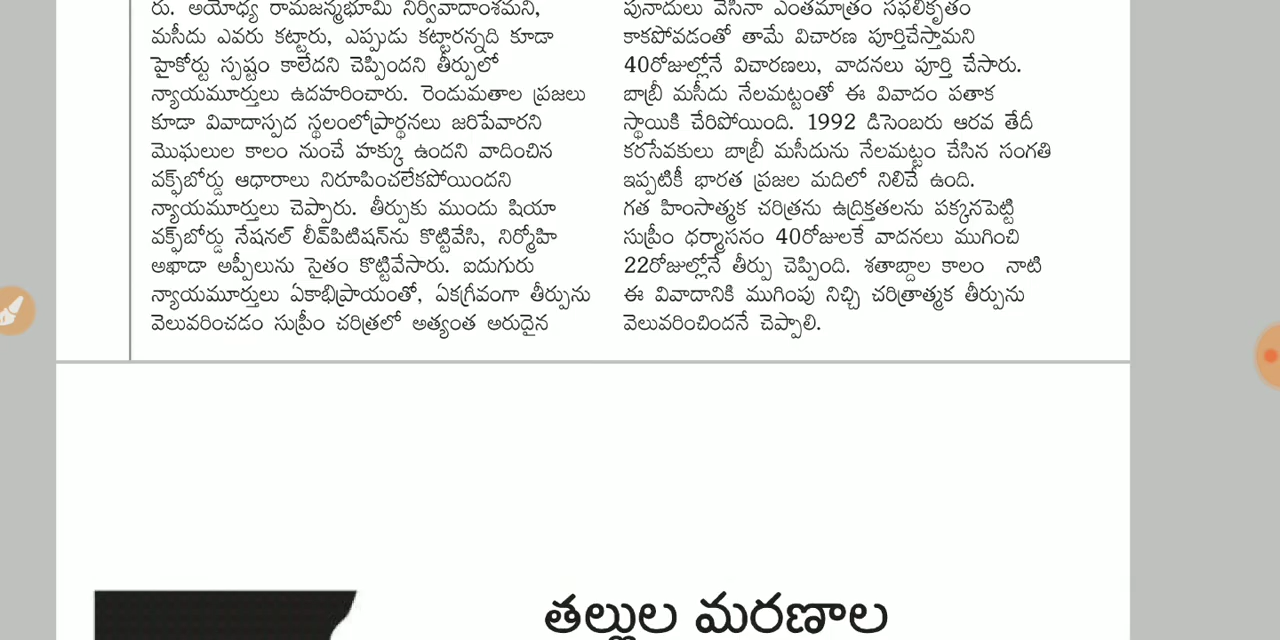 రు. అయోధ్య రామజన్మభూమి నిర్వివాదాంశమని,
మసీదు ఎవరు కట్టారు, ఎప్పుడు కట్టారన్నది కూడా
హైకోర్టు స్పష్టం కాలేదని చెప్పిందని తీర్పులో
న్యాయమూర్తులు ఉదహరించారు. రెండుమతాల ప్రజలు
కూడా వివాదాస్పద స్థలంలోప్రార్థనలు జరిపేవారని
మొఘలుల కాలం నుంచే హక్కు ఉందని వాదించిన
వక్ఫ్‌బోర్డు ఆధారాలు నిరూపించలేకపోయిందని
న్యాయమూర్తులు చెప్పారు. తీర్పుకు ముందు షియా
వక్ఫ్‌బోర్డు నేషనల్ లీవ్‌పిటిషన్‌ను కొట్టివేసి, నిర్మోహి
అఖాడా అప్పీలును సైతం కొట్టివేసారు. ఐదుగురు
న్యాయమూర్తులు ఏకాభిప్రాయంతో, ఏకగ్రీవంగా తీర్పును
వెలువరించడం సుప్రీం చరిత్రలో అత్యంత అరుదైన
పునాదులు వేసినా ఎంతమాత్రం సఫలీకృతం
కాకపోవడంతో తామే విచారణ పూర్తిచేస్తామని
40రోజుల్లోనే విచారణలు, వాదనలు పూర్తి చేసారు.
బాబ్రీ మసీదు నేలమట్టంతో ఈ వివాదం పతాక
స్థాయికి చేరిపోయింది. 1992 డిసెంబరు ఆరవ తేదీ
కరసేవకులు బాబ్రీ మసీదును నేలమట్టం చేసిన సంగతి
ఇప్పటికీ భారత ప్రజల మదిలో నిలిచే ఉంది.
గత హింసాత్మక చరిత్రను ఉద్రిక్తతలను పక్కనపెట్టి
సుప్రీం ధర్మాసనం 40రోజులకే వాదనలు ముగించి
22రోజుల్లోనే తీర్పు చెప్పింది. శతాబ్దాల కాలం నాటి
ఈ వివాదానికి ముగింపు నిచ్చి చరిత్రాత్మక తీర్పును
వెలువరించిందనే చెప్పాలి.
తల్లుల మరణాల